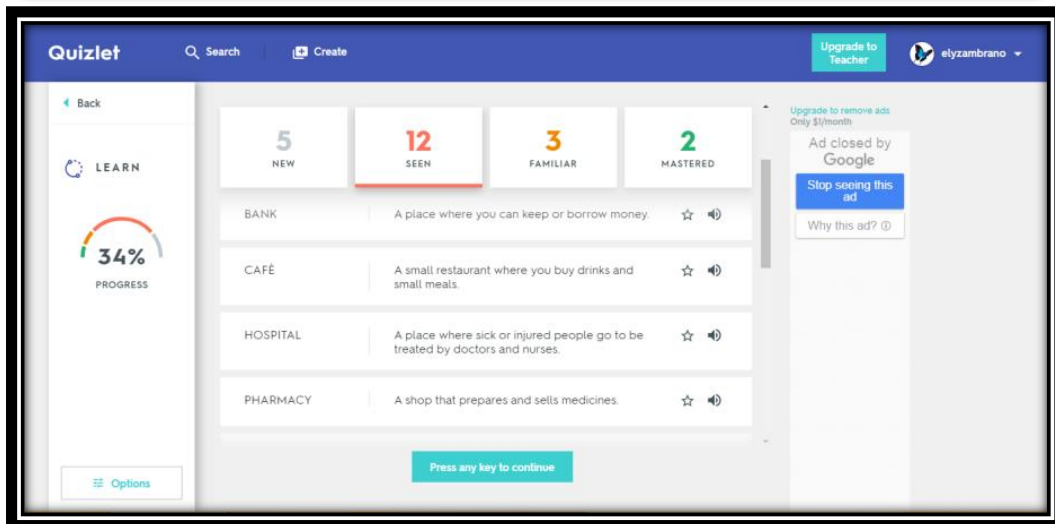 Quizlet
Search
Create
Upgrade to
Teacher
elyzambrano
Back
LEARN
34%
PROGRESS
Options
5
NEW
12
SEEN
3
FAMILIAR
2
MASTERED
BANK
A place where you can keep or borrow money.
CAFÈ
A small restaurant where you buy drinks and
small meals.
HOSPITAL
A place where sick or injured people go to be
treated by doctors and nurses.
PHARMACY
A shop that prepares and sells medicines.
Press any key to continue
Upgrade to remove ads
Only $1/month
Ad closed by
Google
Stop seeing this
ad
Why this ad?